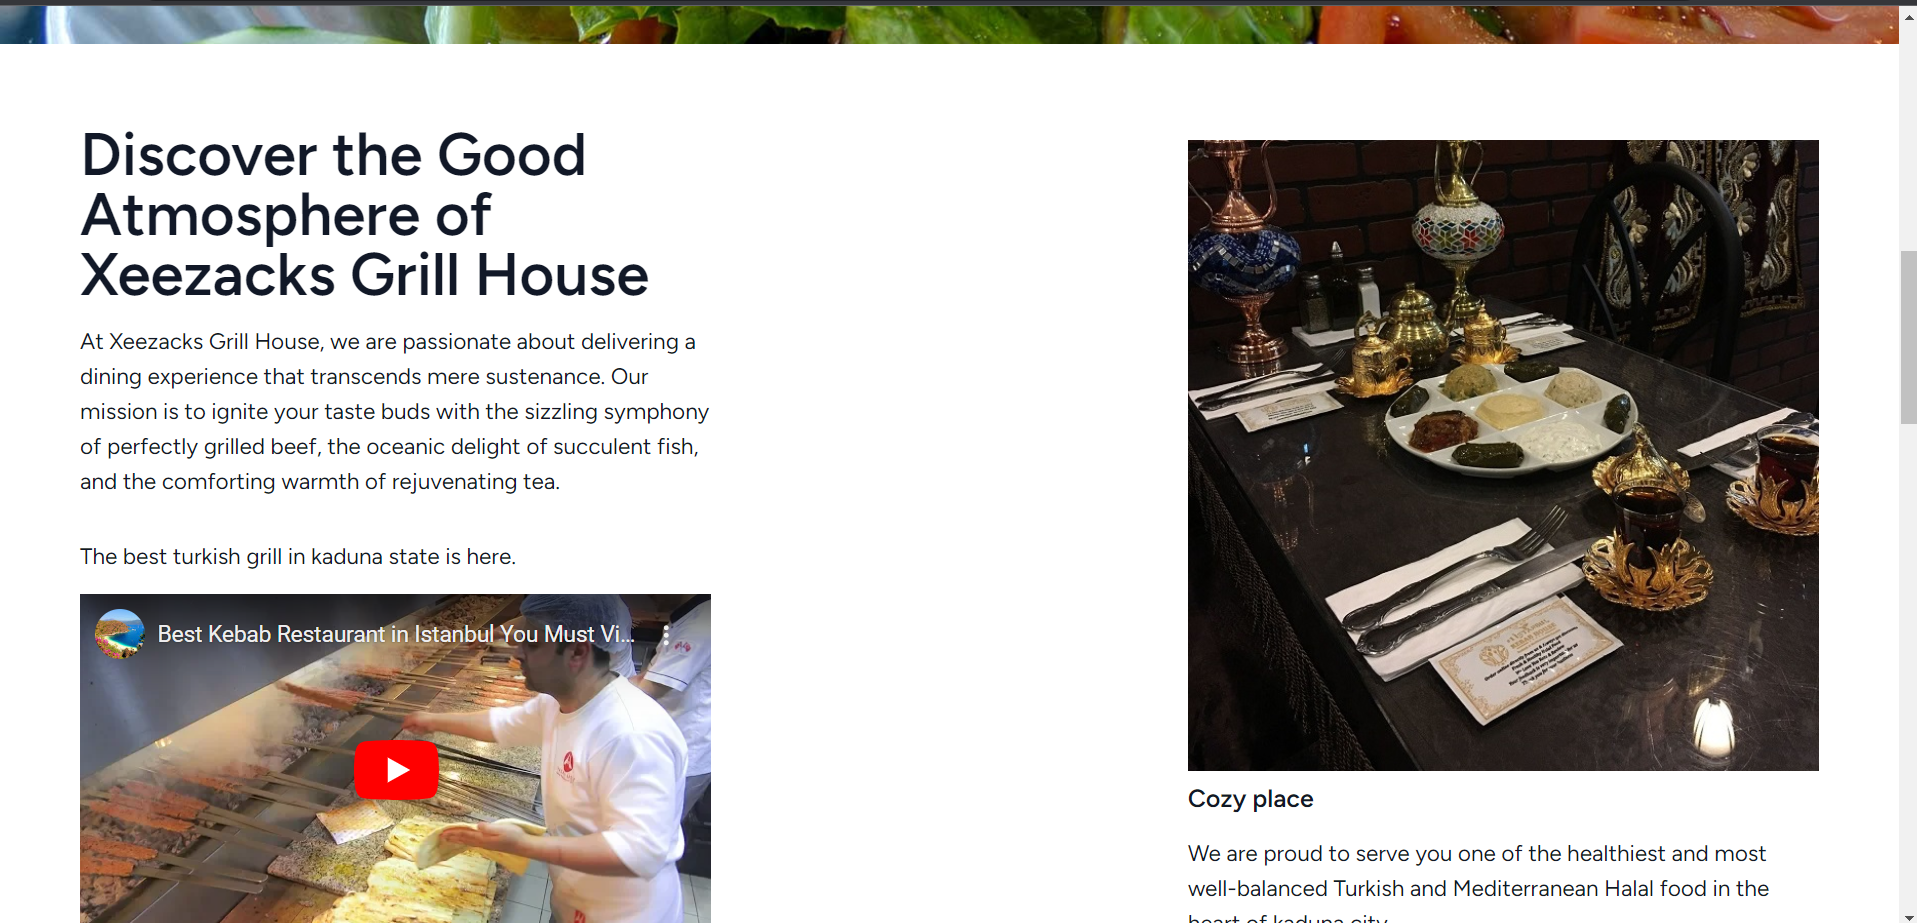 Discover the Good
Atmosphere of
Xeezacks Grill House
At Xeezacks Grill House, we are passionate about delivering a
dining experience that transcends mere sustenance. Our
mission is to ignite your taste buds with the sizzling symphony
of perfectly grilled beef, the oceanic delight of succulent fish,
and the comforting warmth of rejuvenating tea.
The best turkish grill in kaduna state is here.
Best Kebab Restaurant in Istanbul You Must Vi...
Cozy place
We are proud to serve you one of the healthiest and most
well-balanced Turkish and Mediterranean Halal food in the
heart of kaduna city